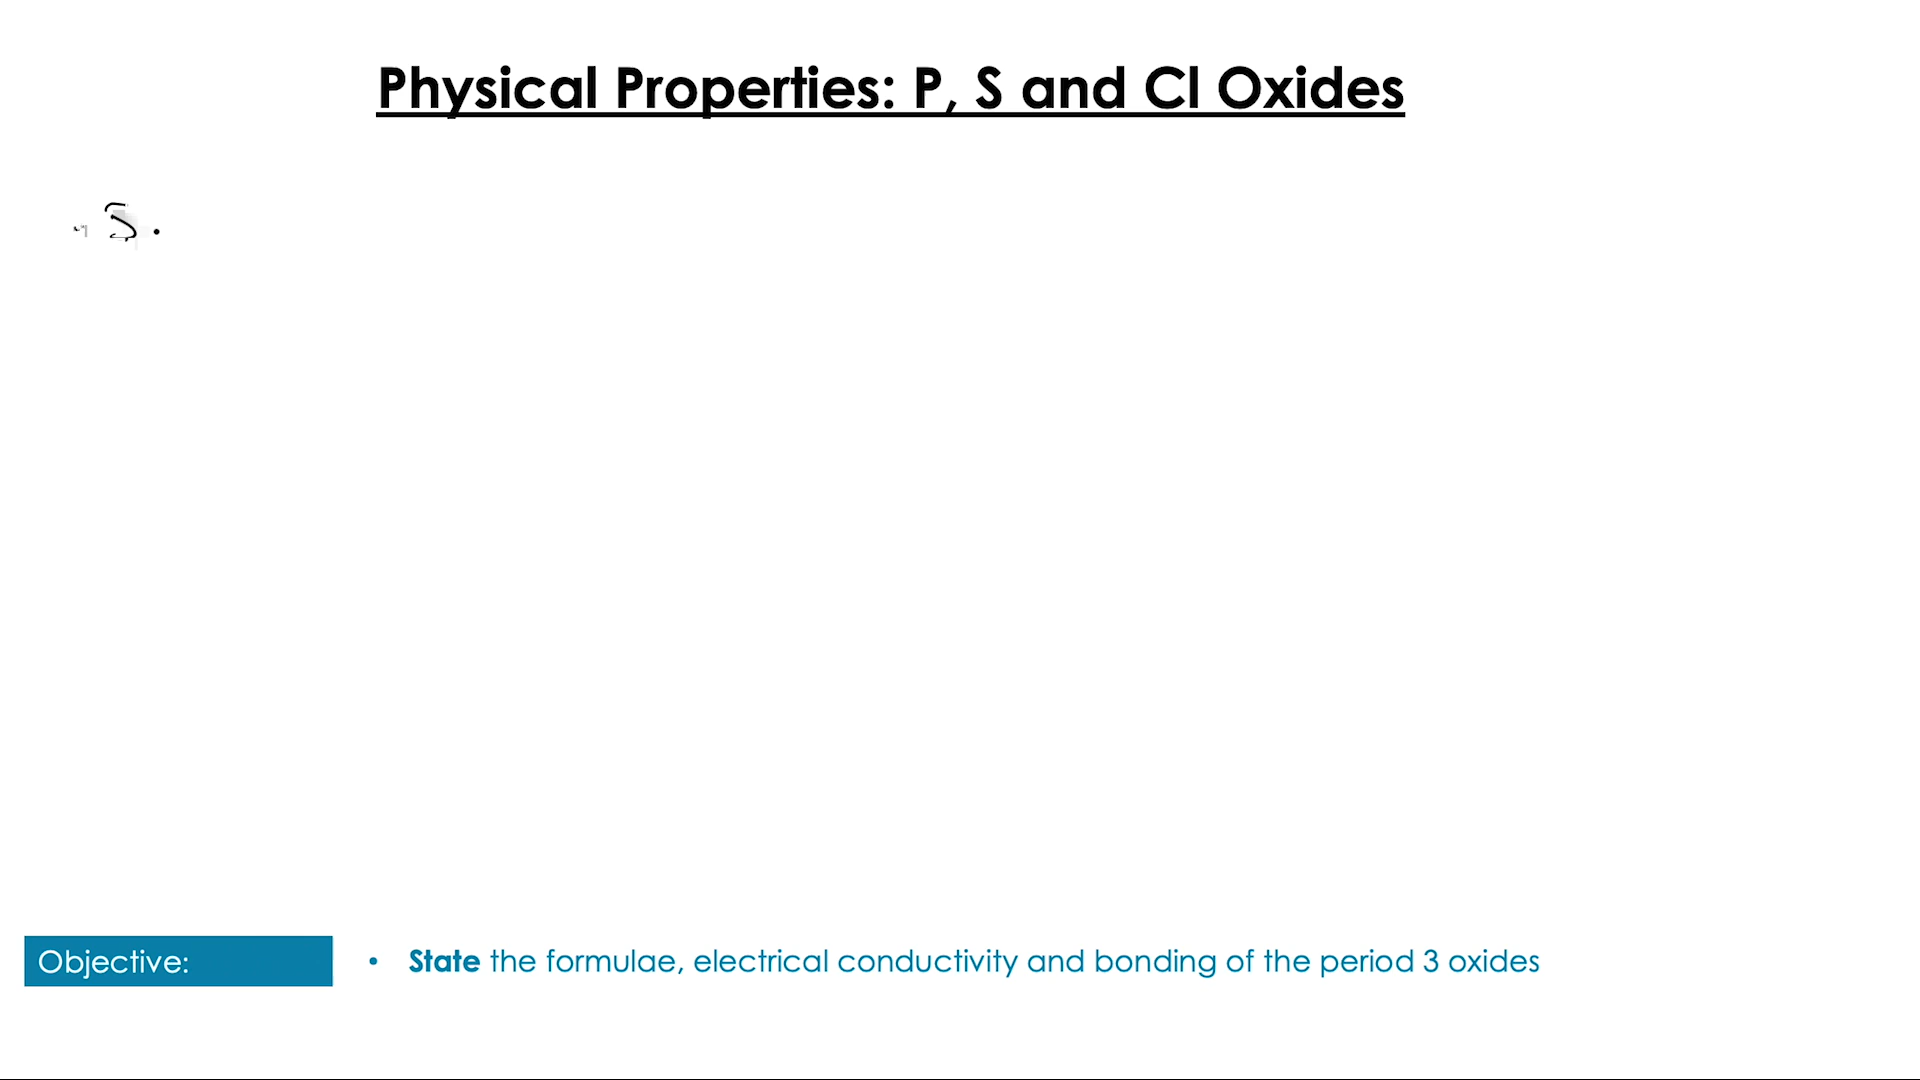 Physical Properties: P, S and Cl Oxides
S
Objective:
• State the formulae, electrical conductivity and bonding of the period 3 oxides